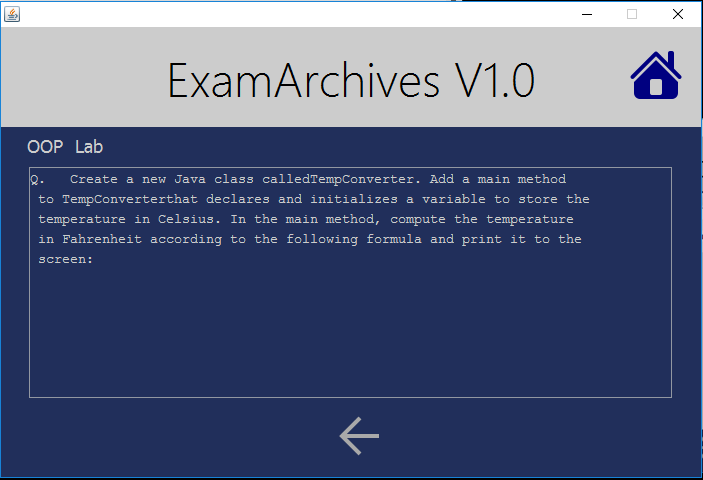 ExamArchives V1.0
OOP Lab
Q.   Create a new Java class calledTempConverter. Add a main method
to TempConverterthat declares and initializes a variable to store the
temperature in Celsius. In the main method, compute the temperature
in Fahrenheit according to the following formula and print it to the
screen: